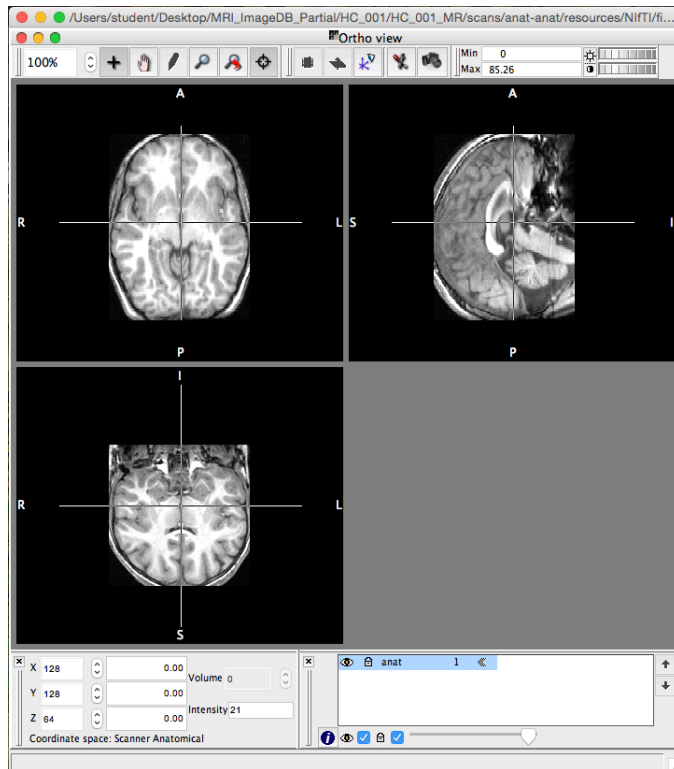 /Users/student/Desktop/MRI_ImageDB_Partial/HC_001/HC_001_MR/scans/anat-anat/resources/NIfTI/fi...
Ortho view
100%
Min 0
Max 85.26
A
A
R
L
S
I
P
P
I
R
L
S
X 128 0.00
Volume 0
Y 128 0.00
Intensity 21
Z 64 0.00
Coordinate space: Scanner Anatomical
anat 1